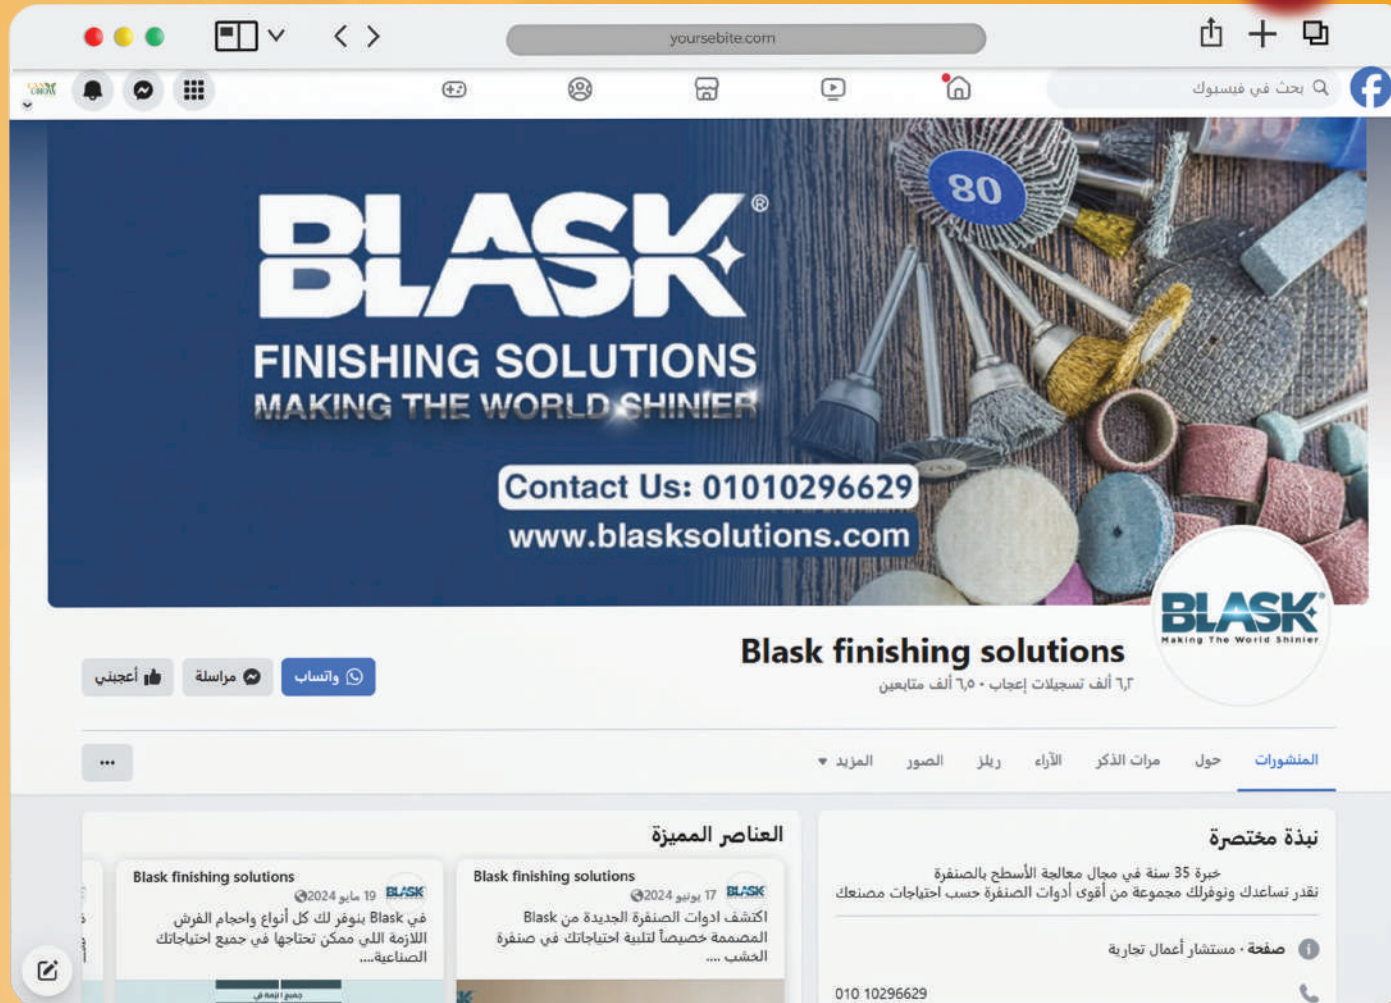 yoursebite.com
بحث في فيسبوك
80
BLASK®
FINISHING SOLUTIONS
MAKING THE WORLD SHINIER
Contact Us: 01010296629
www.blasksolutions.com
BLASK
Making The World Shinier
Blask finishing solutions
٦,٢ ألف تسجيلات إعجاب • ٦,٥ ألف متابعين
واتساب
مراسلة
أعجبني
المنشورات
حول
مرات الذكر
الآراء
ريلز
الصور
المزيد
نبذة مختصرة
خبرة 35 سنة في مجال معالجة الأسطح بالصنفرة
نقدر نساعدك ونوفرلك مجموعة من أقوى أدوات الصنفرة حسب احتياجات مصنعك
صفحة · مستشار أعمال تجارية
010 10296629
العناصر المميزة
Blask finishing solutions
BLASK
17 يونيو 2024
اكتشف ادوات الصنفرة الجديدة من Blask
المصممة خصيصاً لتلبية احتياجاتك في صنفرة
الخشب ....
Blask finishing solutions
BLASK
19 مايو 2024
في Blask بنوفر لك كل أنواع واحجام الفرش
اللازمة اللي ممكن تحتاجها في جميع احتياجاتك
الصناعية....